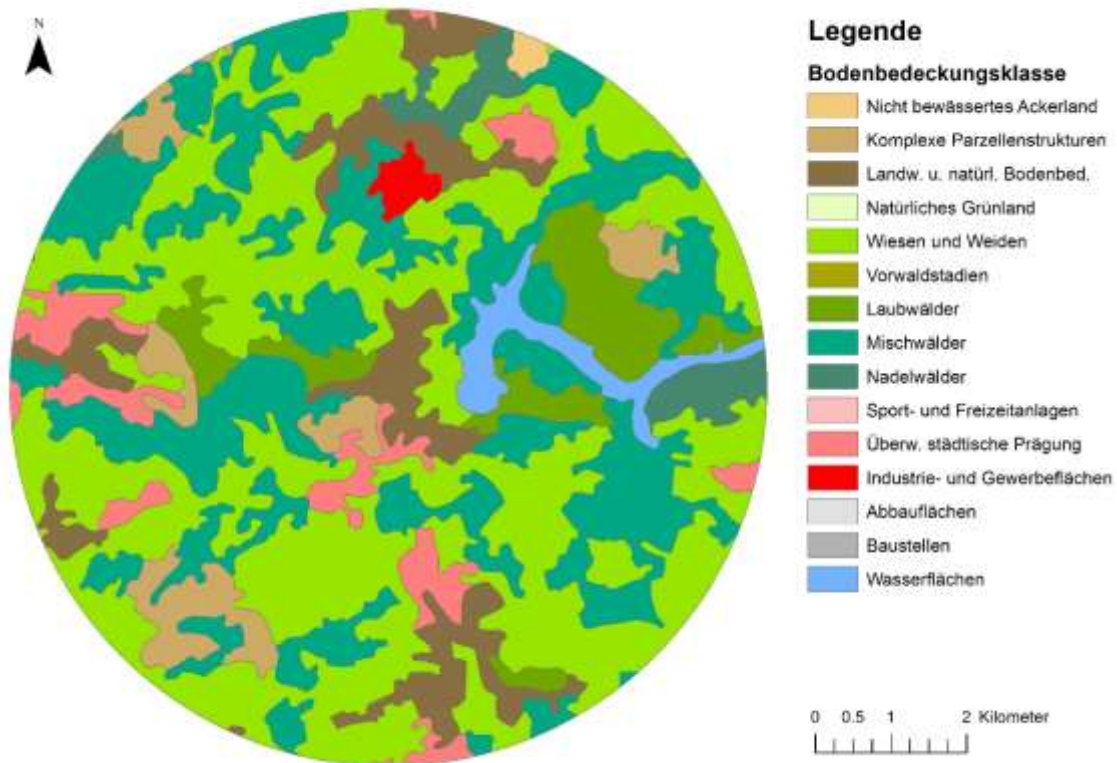 N
Legende
Bodenbedeckungsklasse
Nicht bewässertes Ackerland
Komplexe Parzellenstrukturen
Landw. u. natürl. Bodenbed.
Natürliches Grünland
Wiesen und Weiden
Vorwaldstadien
Laubwälder
Mischwälder
Nadelwälder
Sport- und Freizeitanlagen
Überw. städtische Prägung
Industrie- und Gewerbeflächen
Abbauflächen
Baustellen
Wasserflächen
0 0.5 1 2 Kilometer